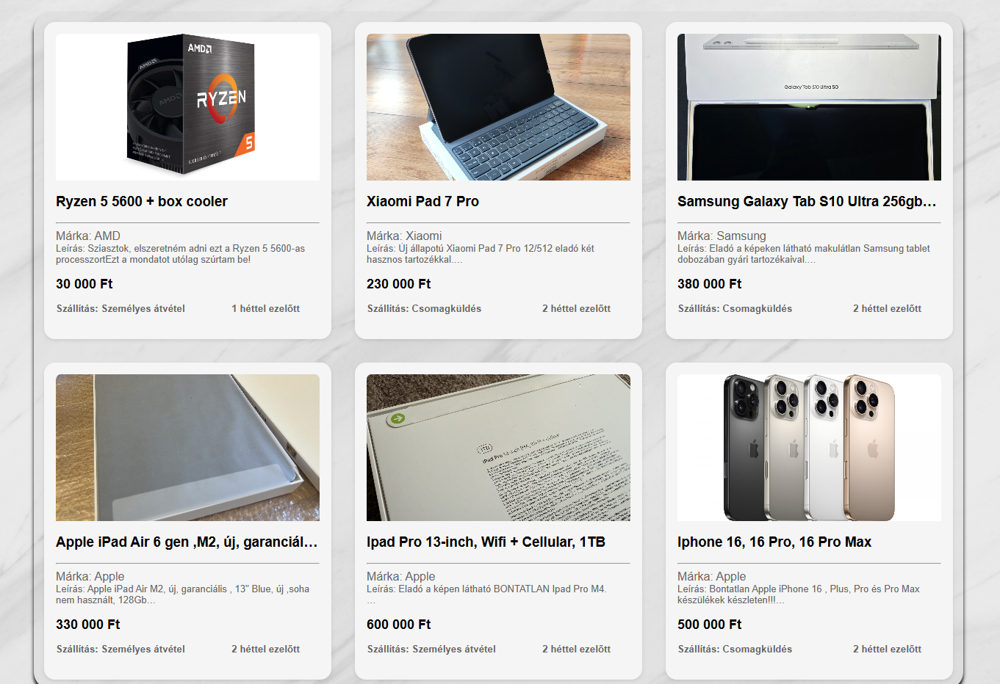 AMD
AMD
AMD
RYZEN
5
Ryzen 5 5600 + box cooler
Márka: AMD
Leírás: Sziasztok, elszeretném adni ezt a Ryzen 5 5600-as
processzortEzt a mondatot utólag szúrtam be!
30 000 Ft
Szállítás: Személyes átvétel
1 héttel ezelőtt
Xiaomi Pad 7 Pro
Márka: Xiaomi
Leírás: Új állapotú Xiaomi Pad 7 Pro 12/512 eladó két
hasznos tartozékkal....
230 000 Ft
Szállítás: Csomagküldés
2 héttel ezelőtt
Galaxy Tab S10 Ultra 5G
Samsung Galaxy Tab S10 Ultra 256gb…
Márka: Samsung
Leírás: Eladó a képeken látható makulátlan Samsung tablet
dobozában gyári tartozékaival....
380 000 Ft
Szállítás: Csomagküldés
2 héttel ezelőtt
Apple iPad Air 6 gen ,M2, új, garanciál…
Márka: Apple
Leírás: Apple iPad Air M2, új, garanciális , 13" Blue, új ,soha
nem használt, 128Gb...
330 000 Ft
Szállítás: Személyes átvétel
2 héttel ezelőtt
iPad Pro 13-inch
Ipad Pro 13-inch, Wifi + Cellular, 1TB
Márka: Apple
Leírás: Eladó a képen látható BONTATLAN Ipad Pro M4.
...
600 000 Ft
Szállítás: Személyes átvétel
2 héttel ezelőtt
Iphone 16, 16 Pro, 16 Pro Max
Márka: Apple
Leírás: Bontatlan Apple iPhone 16 , Plus, Pro és Pro Max
készülékek készleten!!!...
500 000 Ft
Szállítás: Csomagküldés
2 héttel ezelőtt